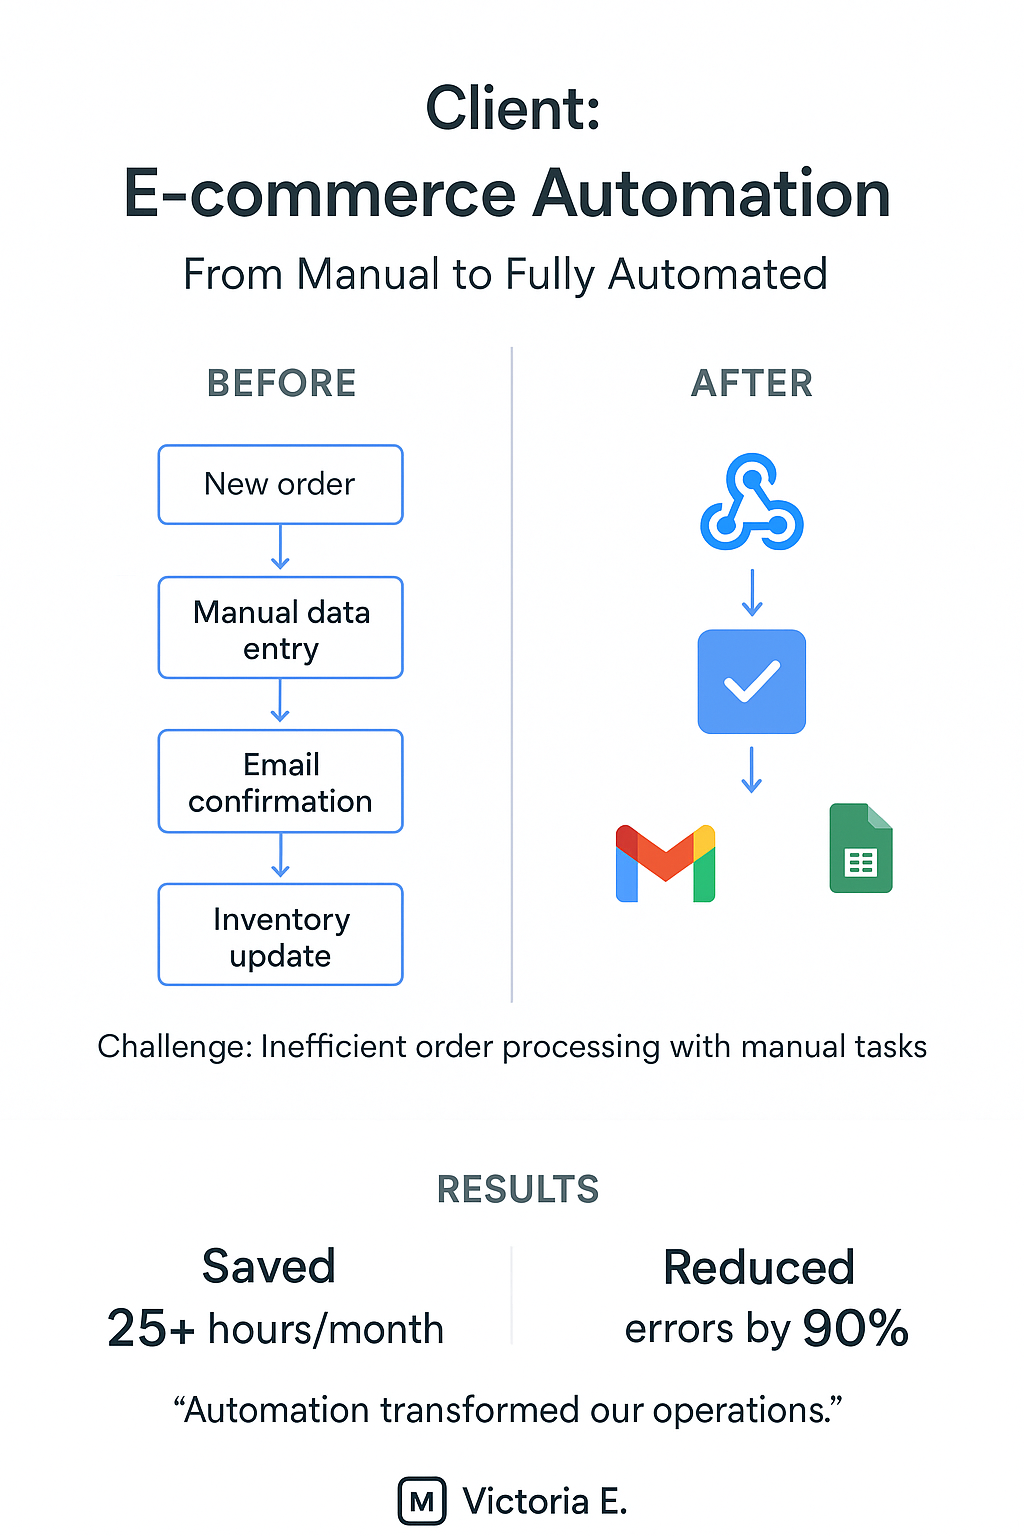 Client:
E-commerce Automation
From Manual to Fully Automated
BEFORE
New order
Manual data
entry
Email
confirmation
Inventory
update
AFTER
Challenge: Inefficient order processing with manual tasks
RESULTS
Saved
25+ hours/month
Reduced
errors by 90%
“Automation transformed our operations.”
M Victoria E.